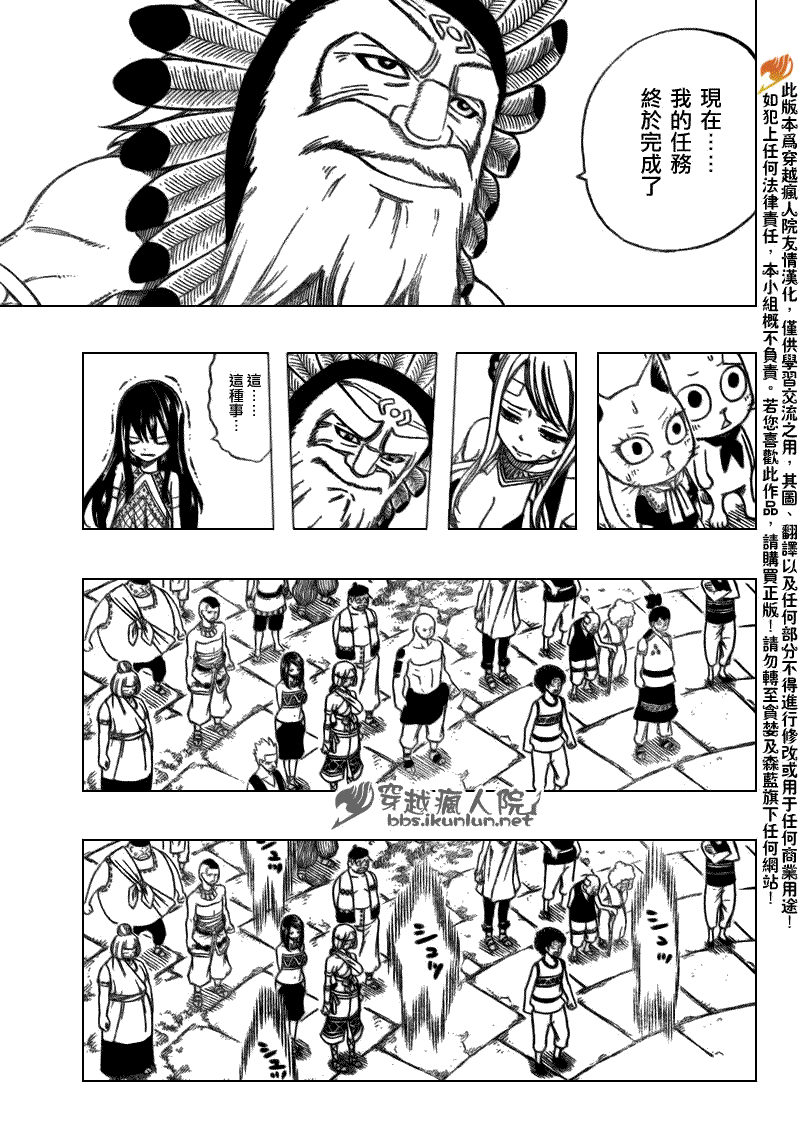 現在……
我的任務
終於完成了
這……
這種事…
シュッ
シュッ
シュッ
穿越瘋人院
bbs.ikunlun.net
此版本爲穿越瘋人院友情漢化，僅供學習交流之用，其圖、翻譯以及任何部分不得進行修改或用于任何商業用途！
如犯上任何法律責任，本小組概不負責。若您喜歡此作品，請購買正版！請勿轉至貪婪及森藍旗下任何網站！